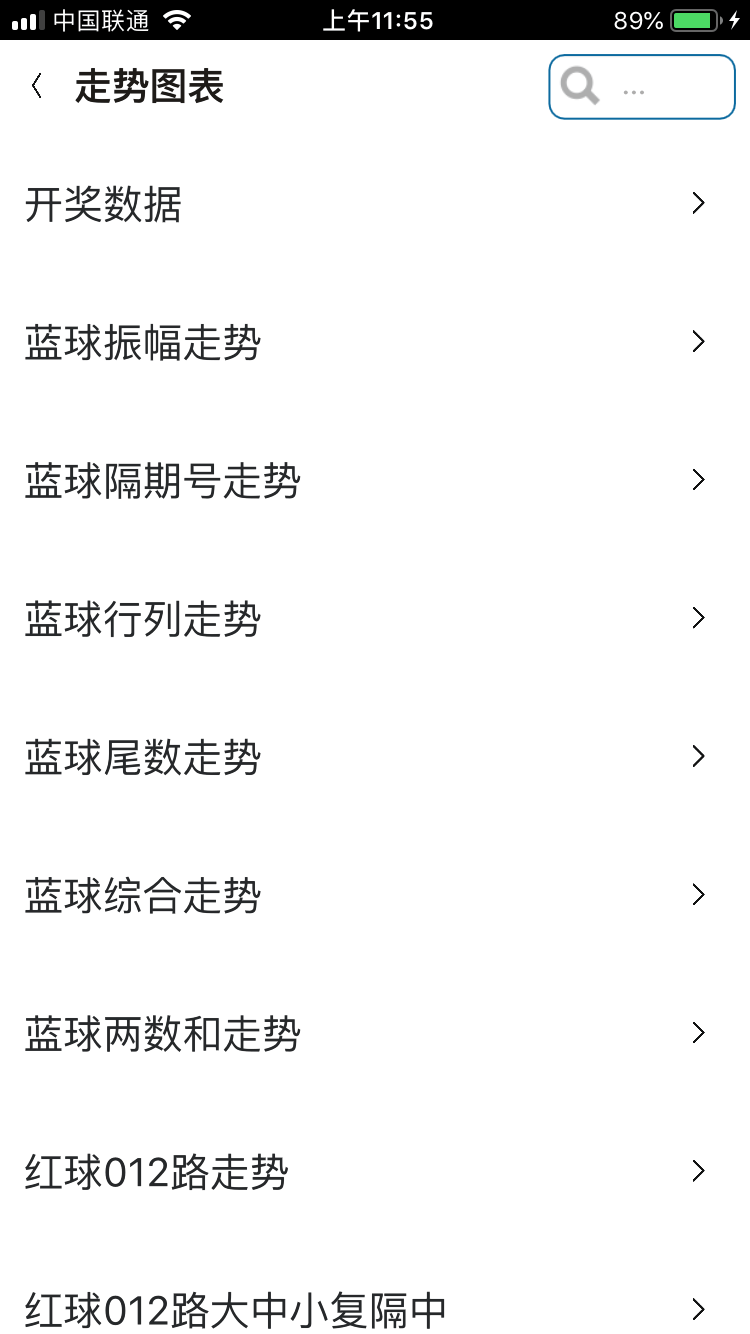 中国联通 上午11:55 89%
走势图表 ...
开奖数据
蓝球振幅走势
蓝球隔期号走势
蓝球行列走势
蓝球尾数走势
蓝球综合走势
蓝球两数和走势
红球012路走势
红球012路大中小复隔中